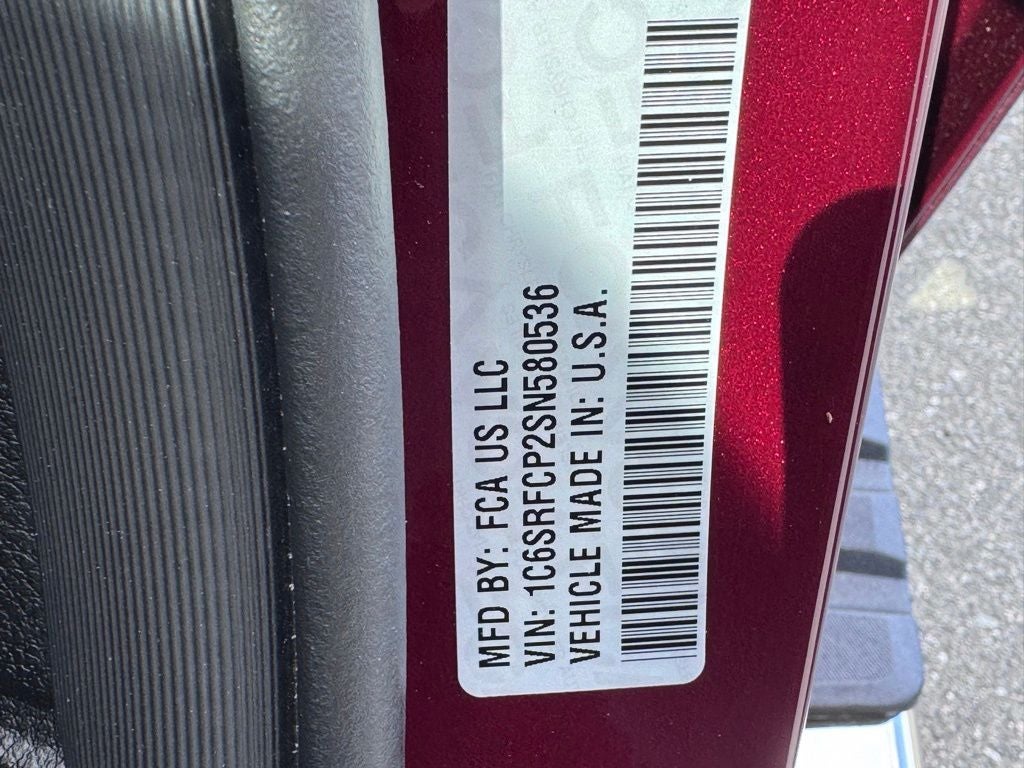 MFD BY: FCA US LLC
VIN: 1C6SRFCP2SN580536
VEHICLE MADE IN: U.S.A.